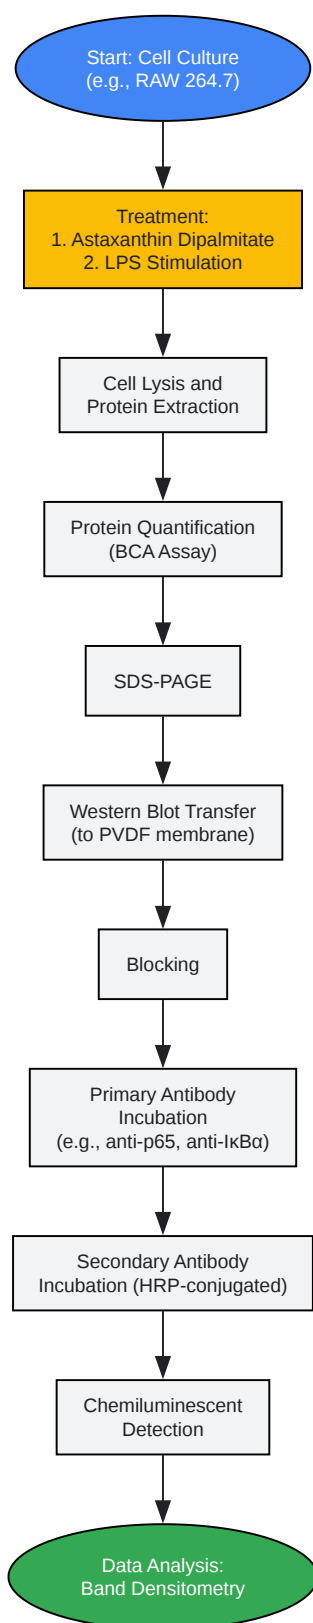 Start: Cell Culture
(e.g., RAW 264.7)
Treatment:
1. Astaxanthin Dipalmitate
2. LPS Stimulation
Cell Lysis and
Protein Extraction
Protein Quantification
(BCA Assay)
SDS-PAGE
Western Blot Transfer
(to PVDF membrane)
Blocking
Primary Antibody
Incubation
(e.g., anti-p65, anti-IκBα)
Secondary Antibody
Incubation (HRP-conjugated)
Chemiluminescent
Detection
Data Analysis:
Band Densitometry